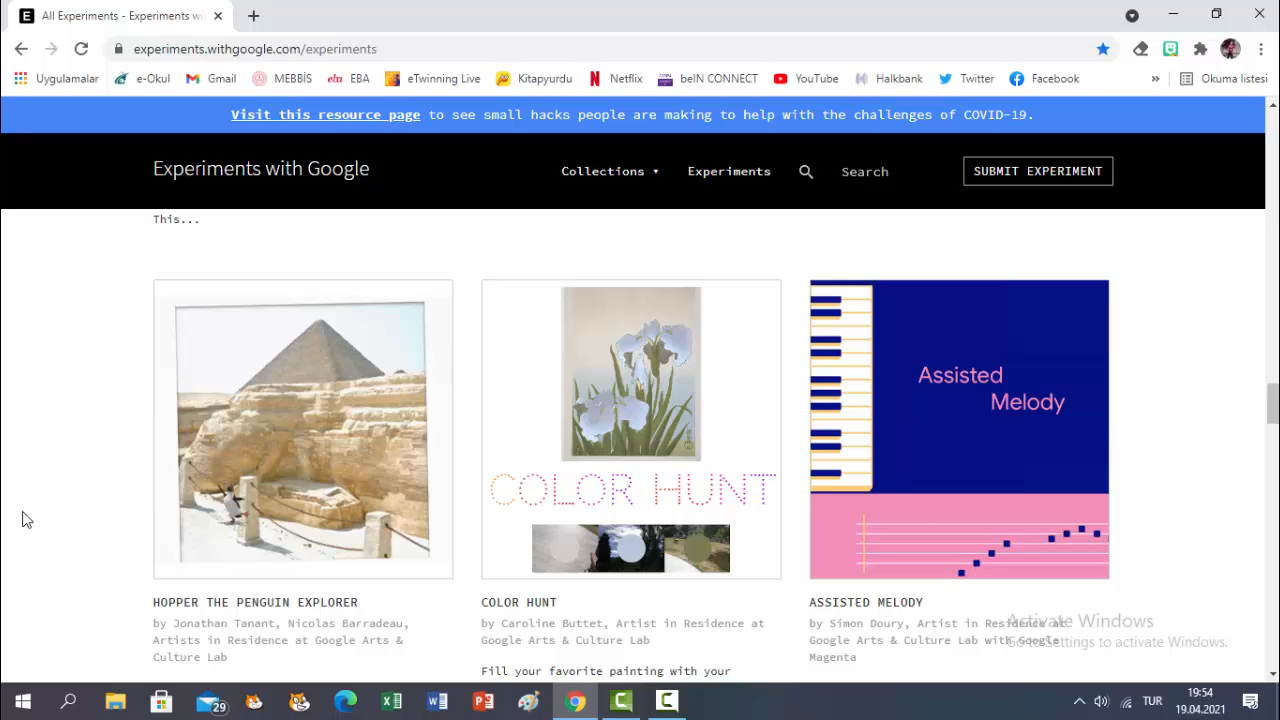 All Experiments - Experiments wi
experiments.withgoogle.com/experiments
Uygulamalar e-Okul Gmail MEBBİS EBA eTwinning Live Kitapyurdu Netflix beIN CONNECT YouTube Halkbank Twitter Facebook » Okuma listesi
Visit this resource page to see small hacks people are making to help with the challenges of COVID-19.
Experiments with Google Collections Experiments Search SUBMIT EXPERIMENT
This...
Assisted
Melody
COLOR HUNT
HOPPER THE PENGUIN EXPLORER
by Jonathan Tanant, Nicolas Barradeau,
Artists in Residence at Google Arts &
Culture Lab
COLOR HUNT
by Caroline Buttet, Artist in Residence at
Google Arts & Culture Lab
Fill your favorite painting with your
ASSISTED MELODY
by Simon Doury, Artist in Residence at
Google Arts & Culture Lab with Google
Magenta
Activate Windows
Go to Settings to activate Windows.
29
TUR
19:54
19.04.2021